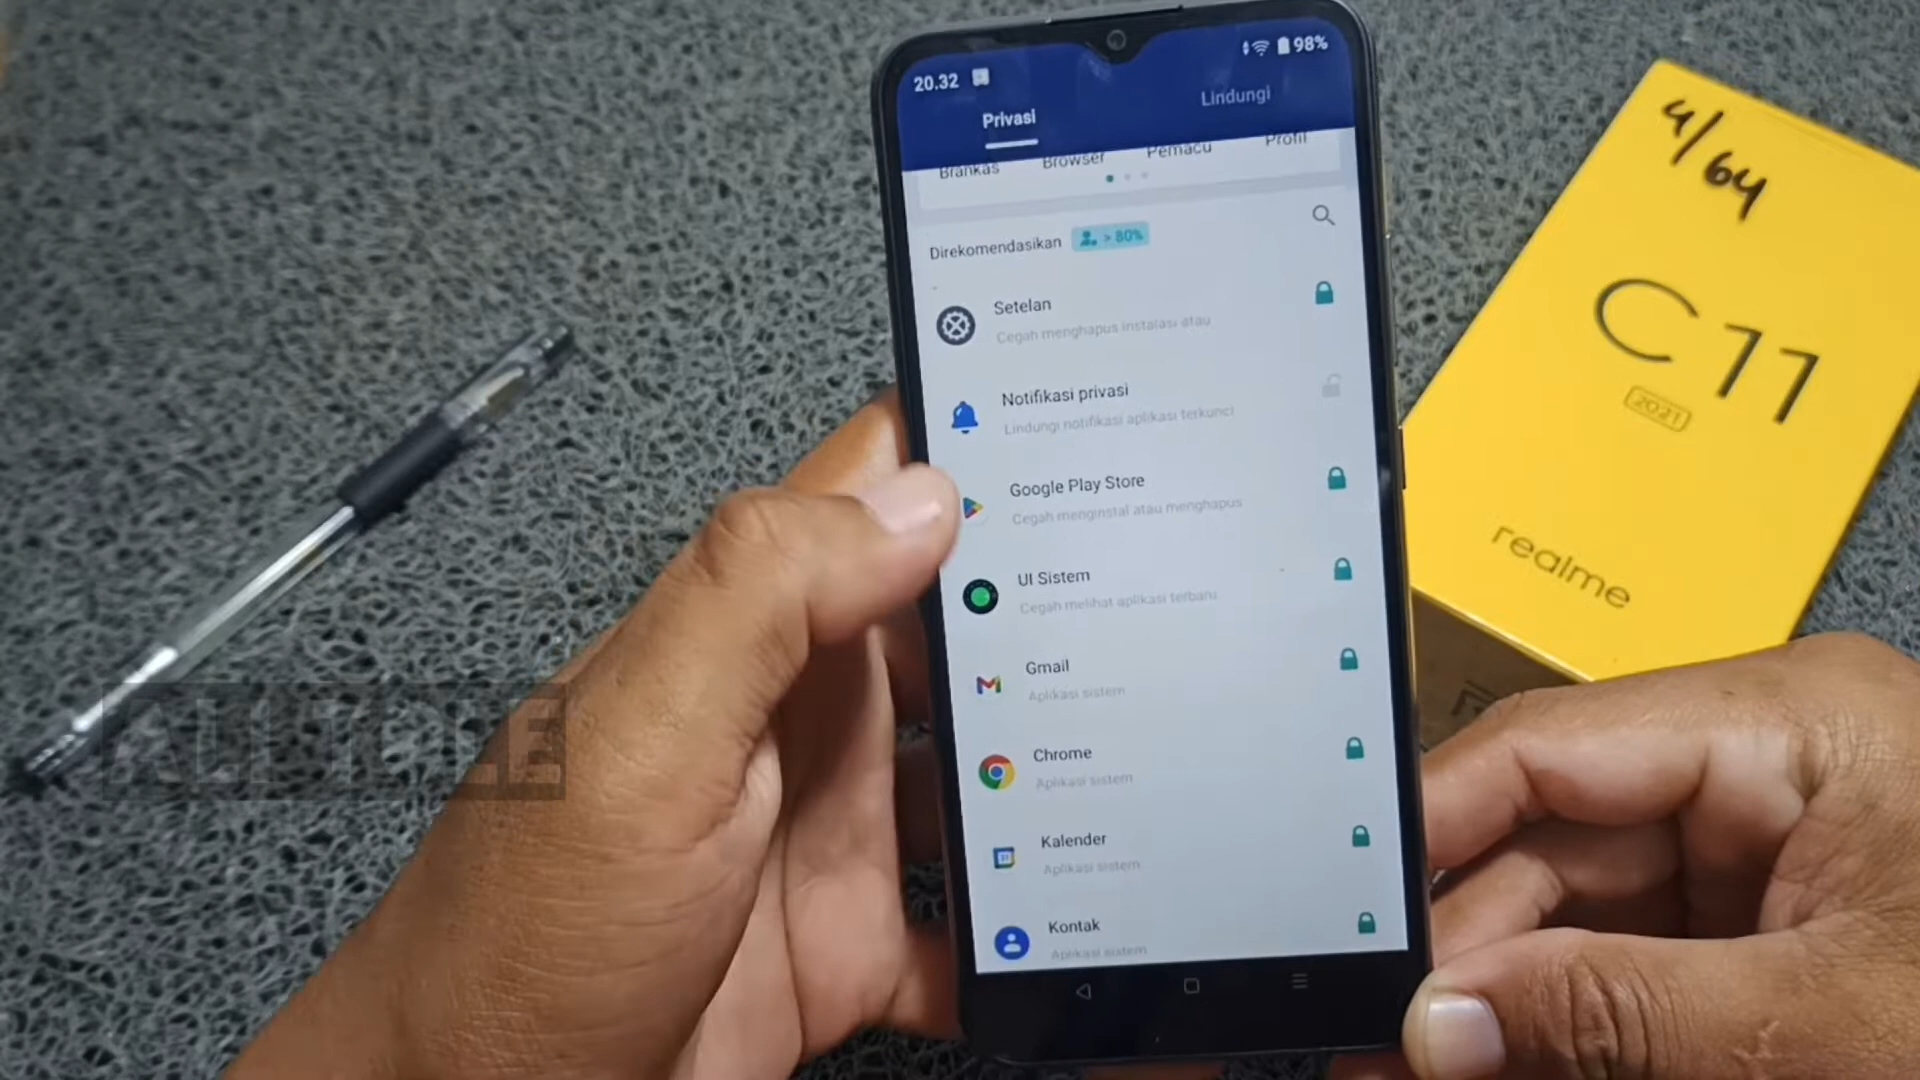 20.32
98%
Privasi
Lindungi
Brankas
Browser
Pemacu
Profil
Direkomendasikan
> 80%
Setelan
Cegah menghapus instalasi atau
Notifikasi privasi
Lindungi notifikasi aplikasi terkunci
Google Play Store
Cegah menginstal atau menghapus
UI Sistem
Cegah melihat aplikasi terbaru
Gmail
Aplikasi sistem
Chrome
Aplikasi sistem
Kalender
Aplikasi sistem
Kontak
Aplikasi sistem
4/64
C11
2021
realme
ALI TOLE